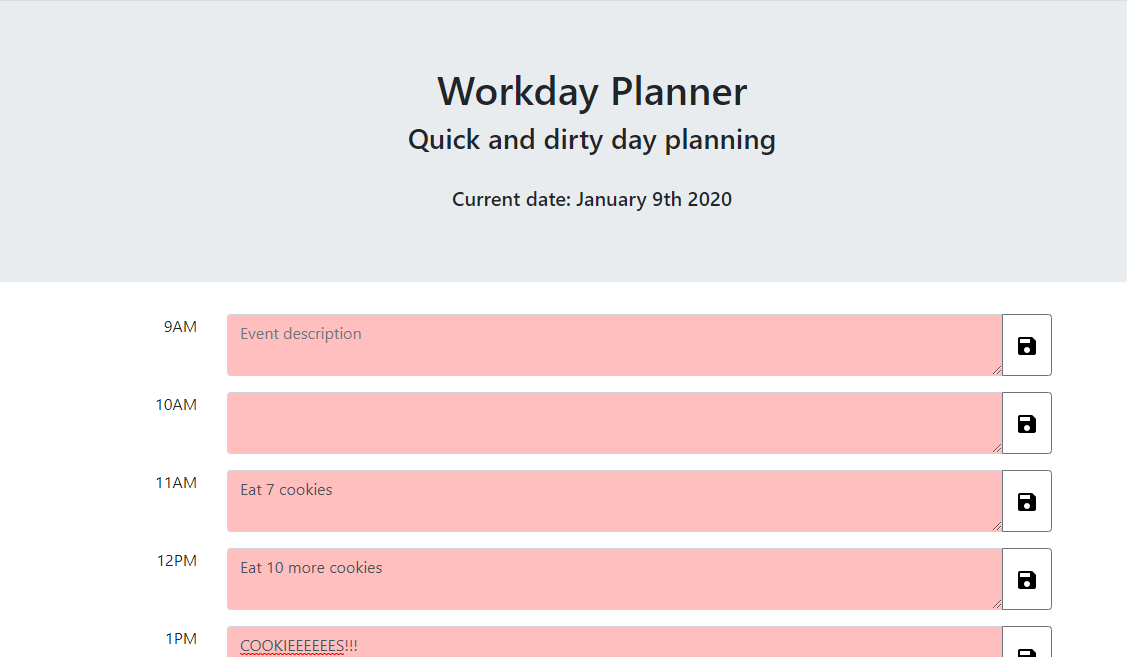 Workday Planner
Quick and dirty day planning
Current date: January 9th 2020
9AM
Event description
10AM
11AM
Eat 7 cookies
12PM
Eat 10 more cookies
1PM
COOKIEEEEEES!!!